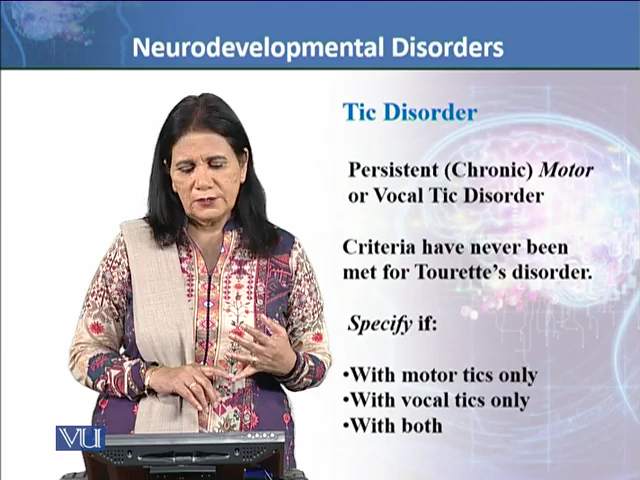 Neurodevelopmental Disorders
Tic Disorder
Persistent (Chronic) Motor
or Vocal Tic Disorder
Criteria have never been
met for Tourette's disorder.
Specify if:
•With motor tics only
•With vocal tics only
•With both
VU